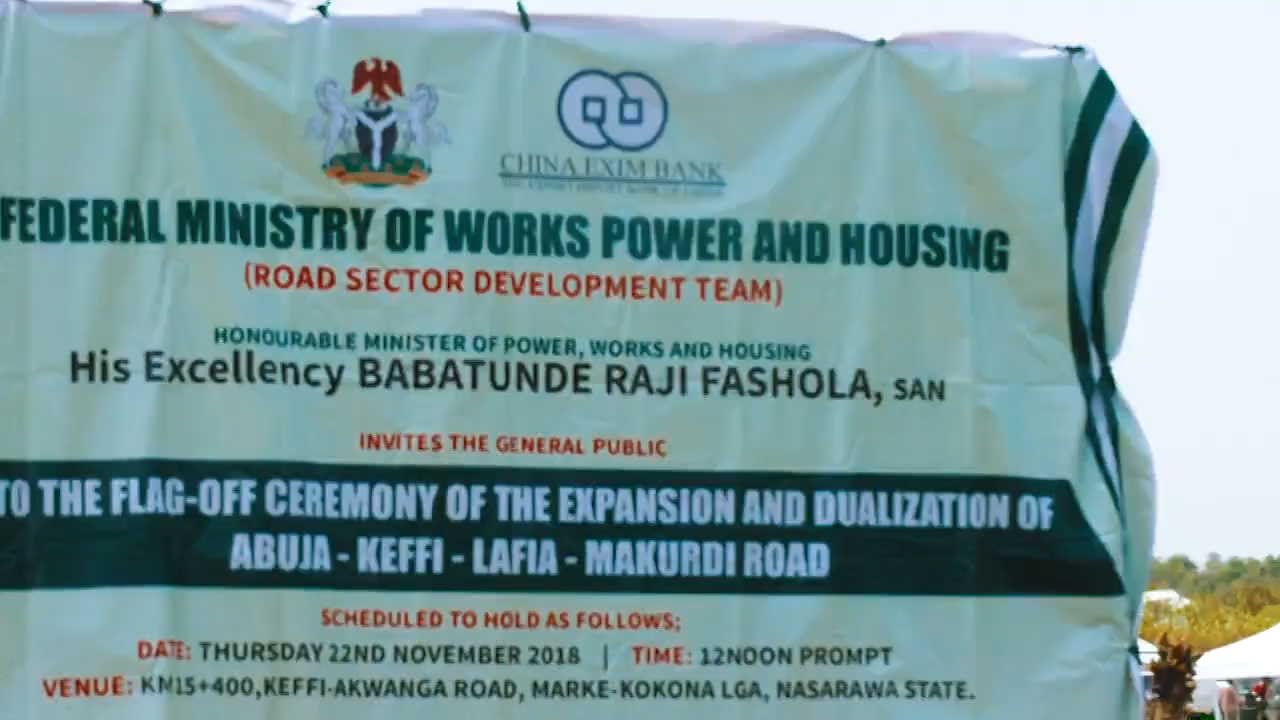 CHINA EXIM BANK
FEDERAL MINISTRY OF WORKS POWER AND HOUSING
(ROAD SECTOR DEVELOPMENT TEAM)
HONOURABLE MINISTER OF POWER, WORKS AND HOUSING
His Excellency BABATUNDE RAJI FASHOLA, SAN
INVITES THE GENERAL PUBLIC
TO THE FLAG-OFF CEREMONY OF THE EXPANSION AND DUALIZATION OF
ABUJA - KEFFI - LAFIA - MAKURDI ROAD
SCHEDULED TO HOLD AS FOLLOWS;
DATE: THURSDAY 22ND NOVEMBER 2018 | TIME: 12NOON PROMPT
VENUE: KM15+400,KEFFI-AKWANGA ROAD, MARKE-KOKONA LGA, NASARAWA STATE.